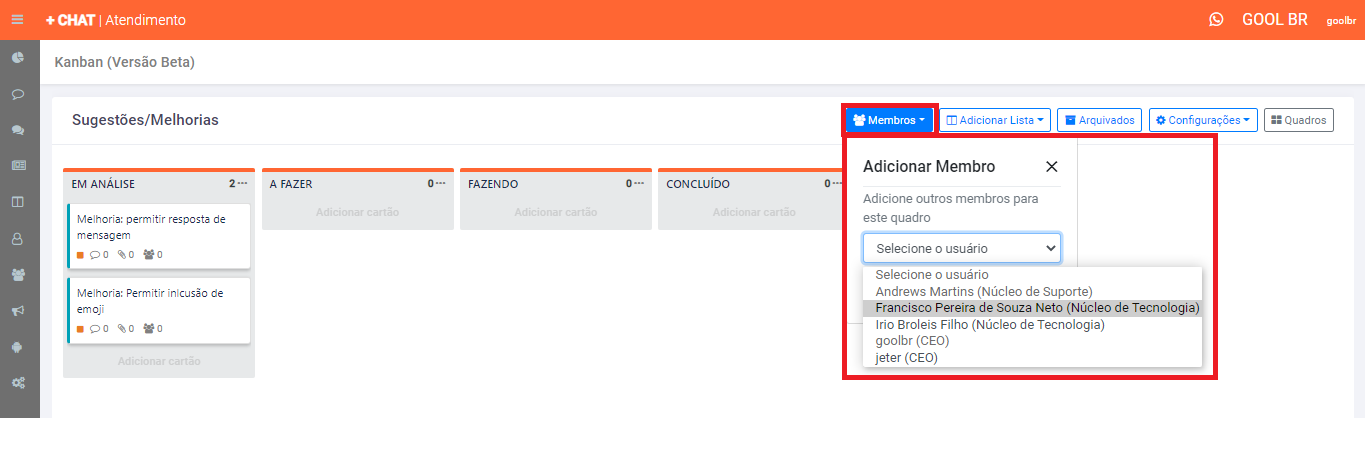 + CHAT | Atendimento
GOOL BR
goolbr
Kanban (Versão Beta)
Sugestões/Melhorias
Membros
Adicionar Lista
Arquivados
Configurações
Quadros
EM ANÁLISE
2
A FAZER
0
FAZENDO
0
CONCLUÍDO
0
Melhoria: permitir resposta de
mensagem
0 0 0
Melhoria: Permitir inicusão de
emoji
0 0 0
Adicionar cartão
Adicionar cartão
Adicionar cartão
Adicionar cartão
Adicionar Membro
Adicione outros membros para
este quadro
Selecione o usuário
Selecione o usuário
Andrews Martins (Núcleo de Suporte)
Francisco Pereira de Souza Neto (Núcleo de Tecnologia)
Irio Broleis Filho (Núcleo de Tecnologia)
goolbr (CEO)
jeter (CEO)